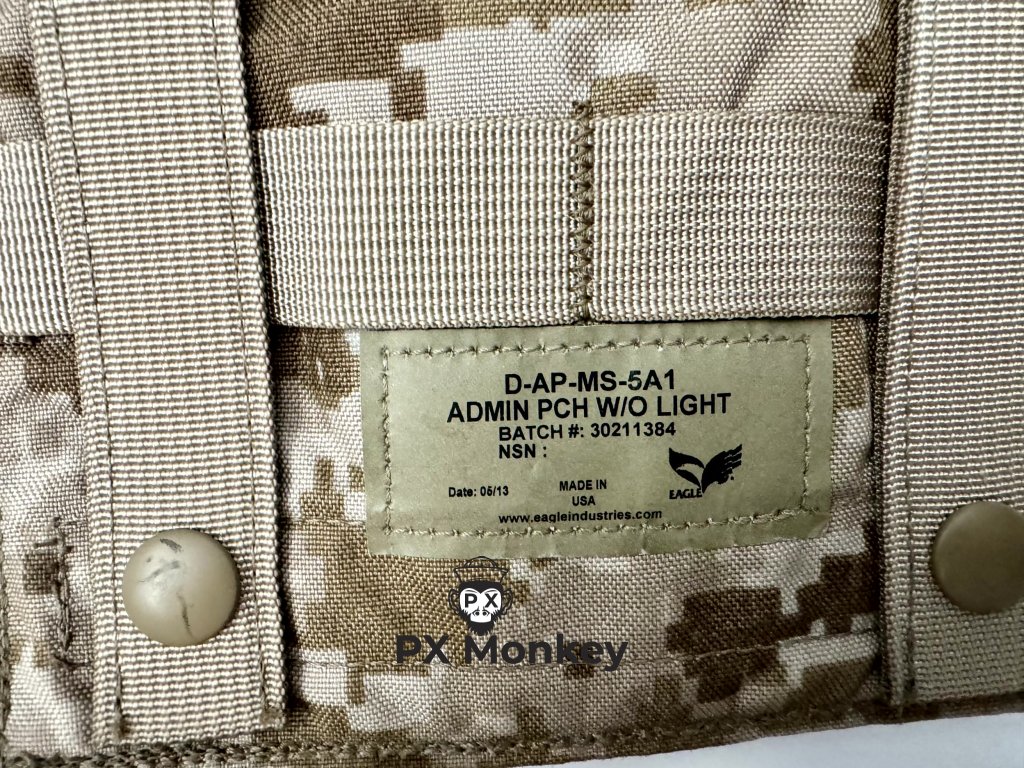 D-AP-MS-5A1
ADMIN PCH W/O LIGHT
BATCH #: 30211384
NSN :
Date: 05/13
MADE IN
USA
EAGLE
www.eagleindustries.com
PX
PX Monkey